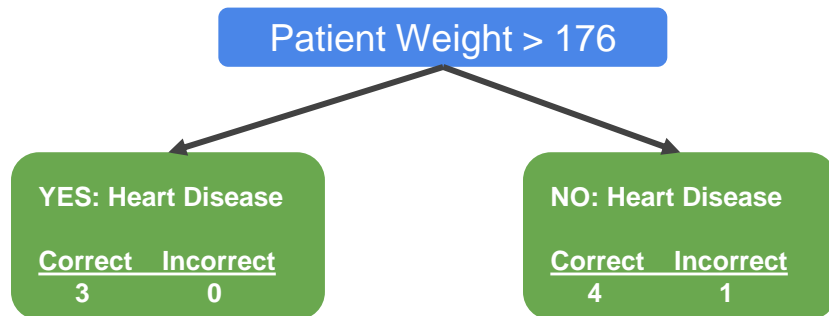 Patient Weight > 176
YES: Heart Disease
Correct Incorrect
3 0
NO: Heart Disease
Correct Incorrect
4 1